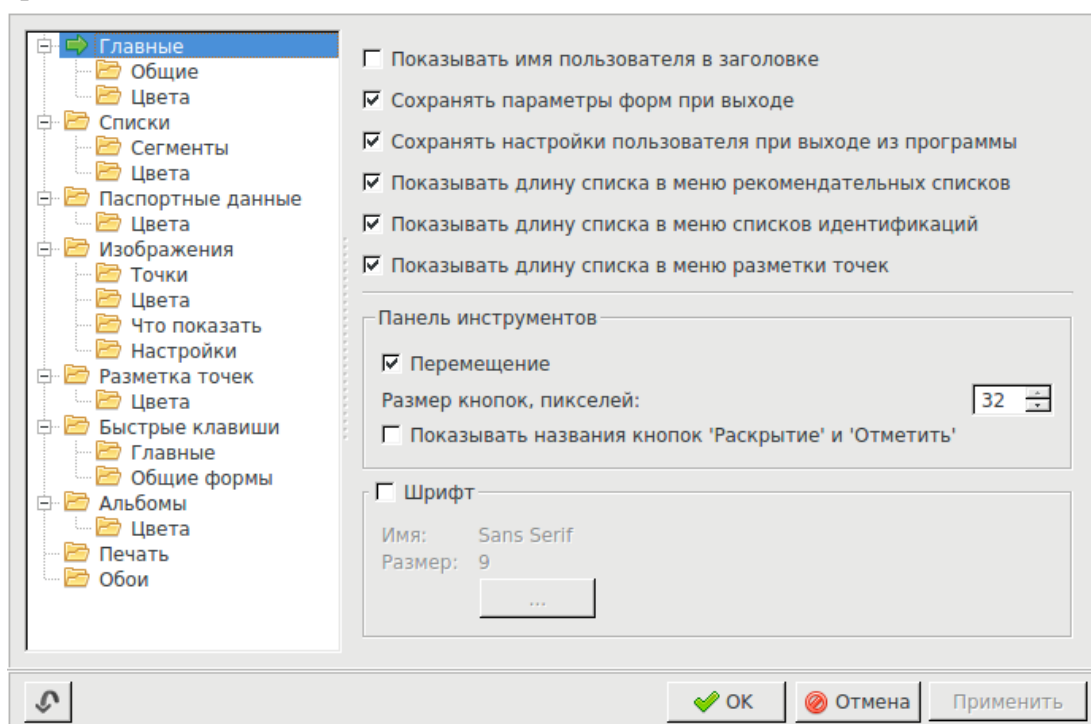 Главные
Общие
Цвета
Списки
Сегменты
Цвета
Паспортные данные
Цвета
Изображения
Точки
Цвета
Что показать
Настройки
Разметка точек
Цвета
Быстрые клавиши
Главные
Общие формы
Альбомы
Цвета
Печать
Обои
Показывать имя пользователя в заголовке
Сохранять параметры форм при выходе
Сохранять настройки пользователя при выходе из программы
Показывать длину списка в меню рекомендательных списков
Показывать длину списка в меню списков идентификаций
Показывать длину списка в меню разметки точек
Панель инструментов
Перемещение
Размер кнопок, пикселей: 32
Показывать названия кнопок 'Раскрытие' и 'Отметить'
Шрифт
Имя: Sans Serif
Размер: 9
...
OK Отмена Применить